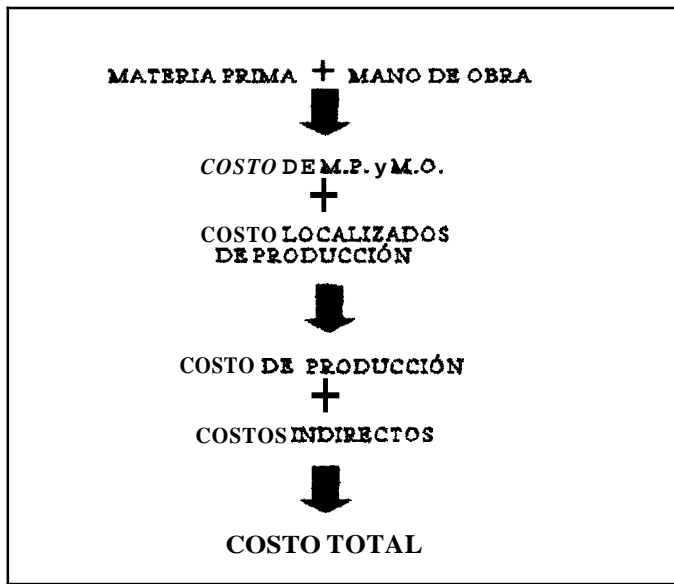 MATERIA PRIMA + MANO DE OBRA
COSTO DE M.P. y M.O.
+
COSTO LOCALIZADOS
DE PRODUCCIÓN
COSTO DE PRODUCCIÓN
+
COSTOS INDIRECTOS
COSTO TOTAL